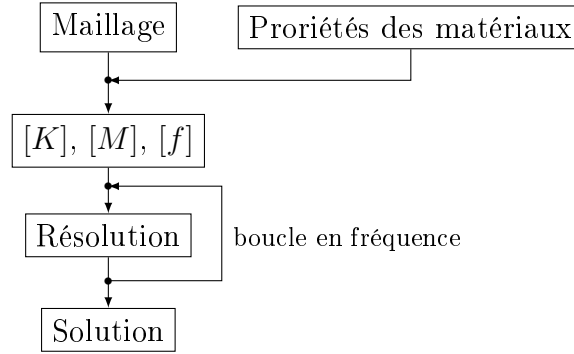 Maillage
Proriétés des matériaux
[K], [M], [f]
Résolution
boucle en fréquence
Solution